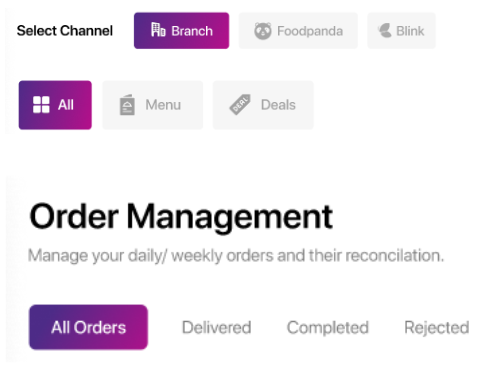 Select Channel Branch Foodpanda Blink
All Menu DEAL Deals
Order Management
Manage your daily/ weekly orders and their reconcilation.
All Orders Delivered Completed Rejected